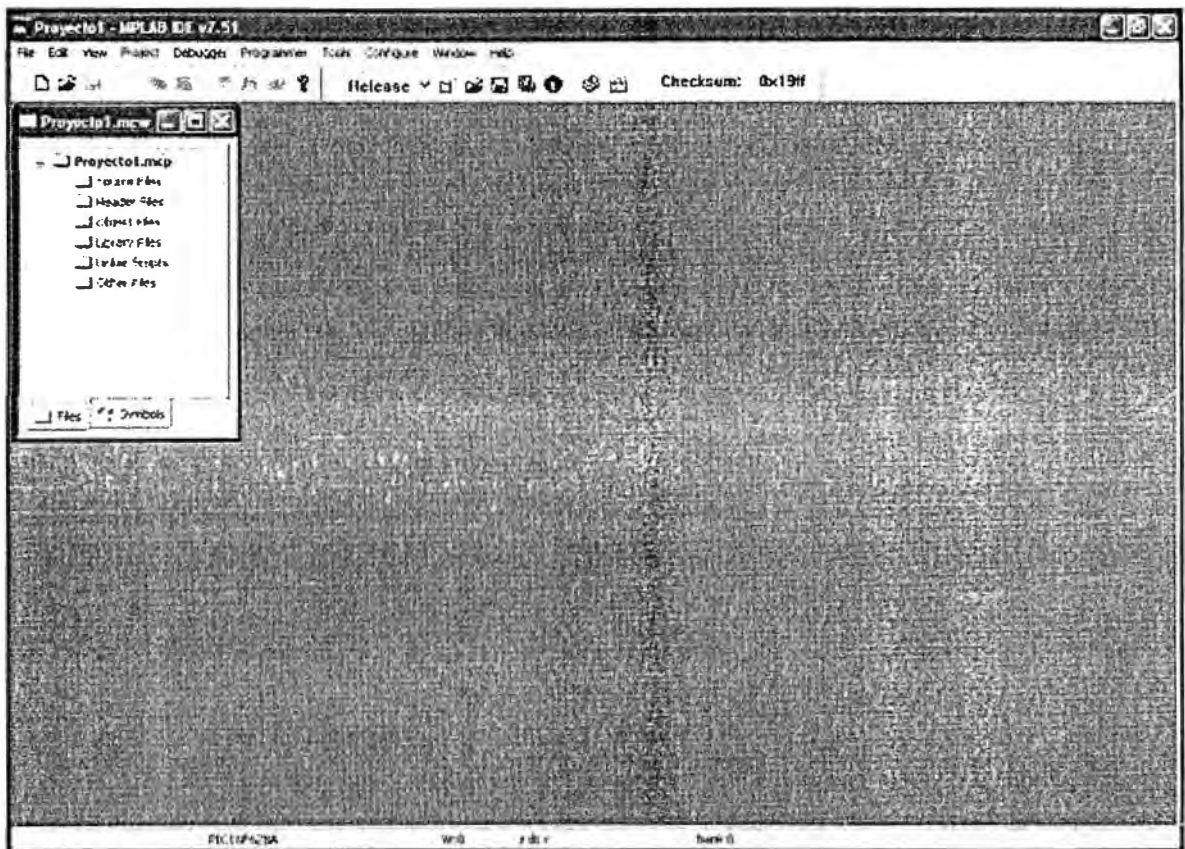 Proyecto1 - MPLAB IDE v7.51
File Edit View Project Debugger Programmer Tools Configure Window Help
Release Checksum: 0x19ff
Proyecto1.mcw
Proyecto1.mcp
Source Files
Header Files
Object Files
Library Files
Linker Scripts
Other Files
Files Symbols
PIC16F628A W:0 bank 0